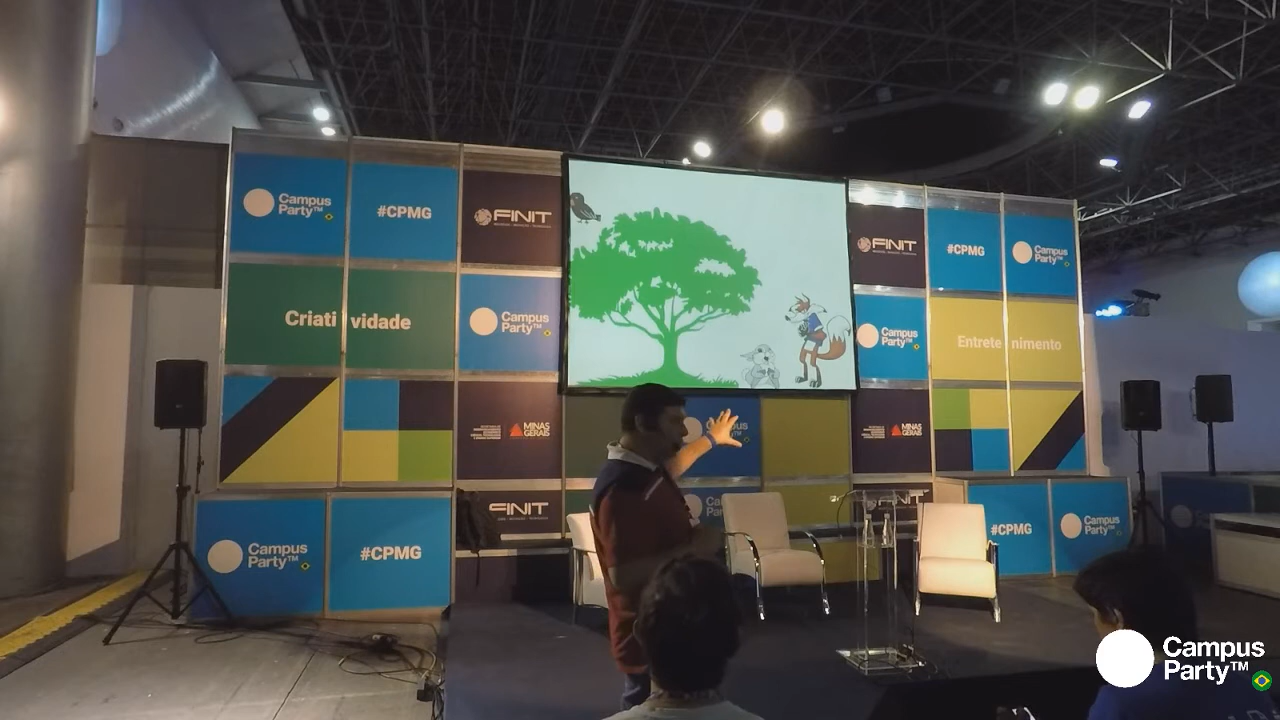 Campus
Party™
#CPMG
FINIT
FINIT
#CPMG
Campus
Party™
Criati vidade
Campus
Party™
Campus
Party™
Entrete nimento
MINAS
GERAIS
MINAS
GERAIS
Campus
Party™
#CPMG
FINIT
FINIT
#CPMG
Campus
Party™
Campus
Party™